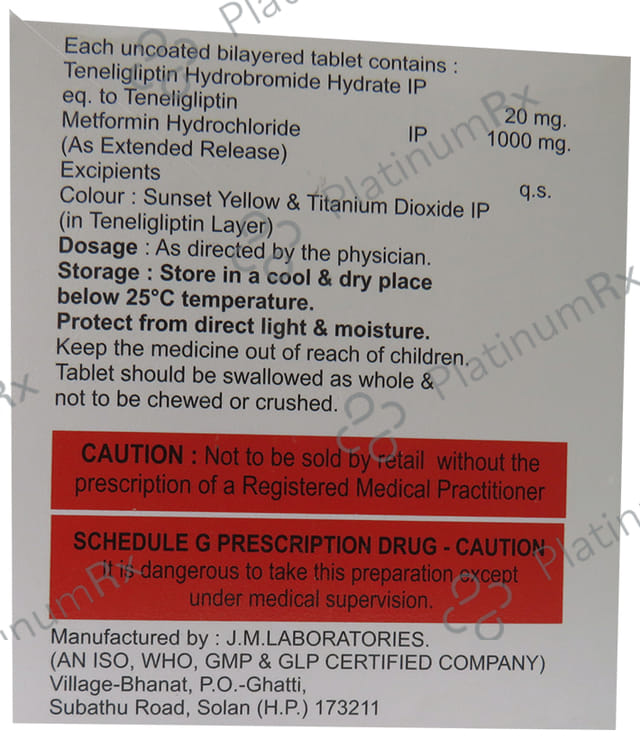 Each uncoated bilayered tablet contains :
Teneligliptin Hydrobromide Hydrate IP
eq. to Teneligliptin 20 mg.
Metformin Hydrochloride IP 1000 mg.
(As Extended Release)
Excipients q.s.
Colour : Sunset Yellow & Titanium Dioxide IP
(in Teneligliptin Layer)
Dosage : As directed by the physician.
Storage : Store in a cool & dry place
below 25°C temperature.
Protect from direct light & moisture.
Keep the medicine out of reach of children.
Tablet should be swallowed as whole &
not to be chewed or crushed.
CAUTION : Not to be sold by retail without the
prescription of a Registered Medical Practitioner
SCHEDULE G PRESCRIPTION DRUG - CAUTION
It is dangerous to take this preparation except
under medical supervision.
Manufactured by : J.M.LABORATORIES.
(AN ISO, WHO, GMP & GLP CERTIFIED COMPANY)
Village-Bhanat, P.O.-Ghatti,
Subathu Road, Solan (H.P.) 173211
PlatinumRx
PlatinumRx
PlatinumRx
PlatinumRx
PlatinumRx
Rx